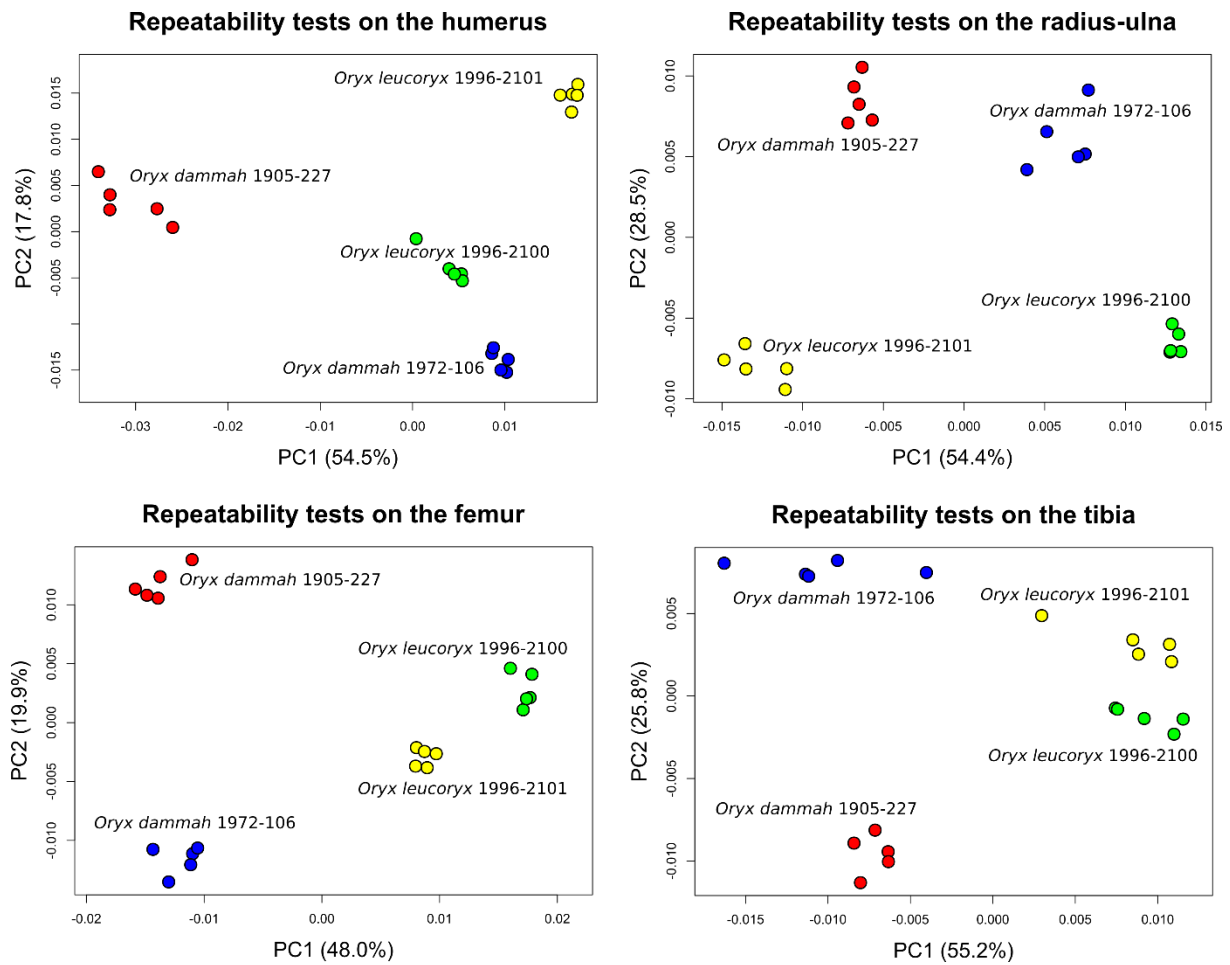 Repeatability tests on the humerus
Oryx leucoryx 1996-2101
Oryx dammah 1905-227
Oryx leucoryx 1996-2100
Oryx dammah 1972-106
PC2 (17.8%)
0.015
0.010
0.005
0.000
-0.005
-0.015
-0.03
-0.02
-0.01
0.00
0.01
PC1 (54.5%)
Repeatability tests on the radius-ulna
Oryx dammah 1972-106
Oryx dammah 1905-227
Oryx leucoryx 1996-2100
Oryx leucoryx 1996-2101
PC2 (28.5%)
0.010
0.005
0.000
-0.005
-0.010
-0.015
-0.010
-0.005
0.000
0.005
0.010
0.015
PC1 (54.4%)
Repeatability tests on the femur
Oryx dammah 1905-227
Oryx leucoryx 1996-2100
Oryx leucoryx 1996-2101
Oryx dammah 1972-106
PC2 (19.9%)
0.010
0.005
0.000
-0.005
-0.010
-0.02
-0.01
0.00
0.01
0.02
PC1 (48.0%)
Repeatability tests on the tibia
Oryx dammah 1972-106
Oryx leucoryx 1996-2101
Oryx leucoryx 1996-2100
Oryx dammah 1905-227
PC2 (25.8%)
0.005
0.000
-0.005
-0.010
-0.015
-0.010
-0.005
0.000
0.005
0.010
PC1 (55.2%)